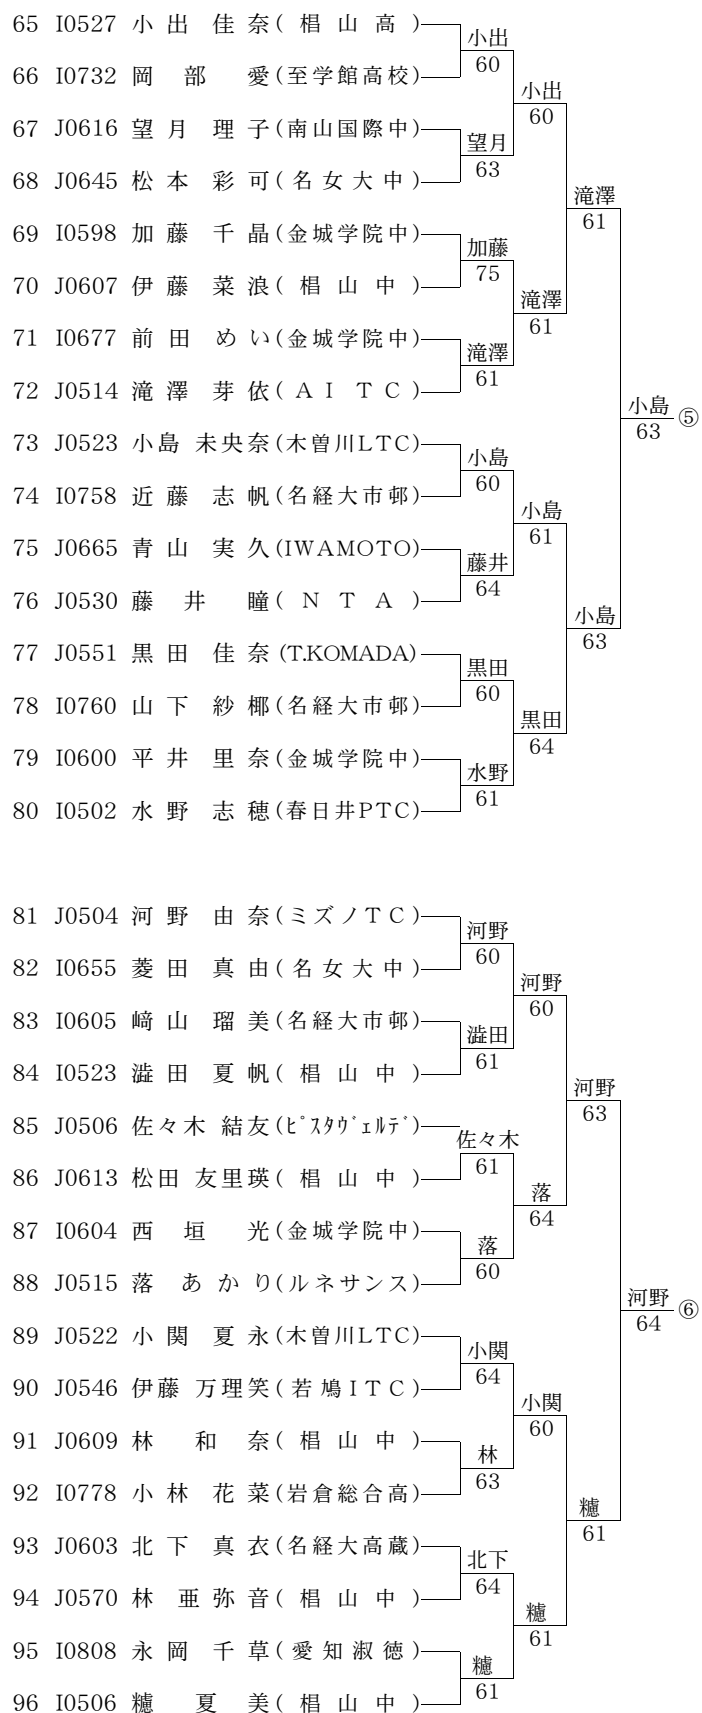 65 I0527 小出 佳奈(椙山高)
小出
60
66 I0732 岡部 愛(至学館高校)
小出
60
67 J0616 望月 理子(南山国際中)
望月
63
68 J0645 松本 彩可(名女大中)
滝澤
61
69 I0598 加藤 千晶(金城学院中)
加藤
75
70 J0607 伊藤 菜浪(椙山中)
滝澤
61
71 I0677 前田 めい(金城学院中)
滝澤
61
72 J0514 滝澤 芽依(AITC)
小島
63 ⑤
73 J0523 小島 未央奈(木曽川LTC)
小島
60
74 I0758 近藤 志帆(名経大市邨)
小島
61
75 J0665 青山 実久(IWAMOTO)
藤井
64
76 J0530 藤井 瞳(NTA)
小島
63
77 J0551 黒田 佳奈(T.KOMADA)
黒田
60
78 I0760 山下 紗椰(名経大市邨)
黒田
64
79 I0600 平井 里奈(金城学院中)
水野
61
80 I0502 水野 志穂(春日井PTC)
81 J0504 河野 由奈(ミズノTC)
河野
60
82 I0655 菱田 真由(名女大中)
河野
60
83 I0605 﨑山 瑠美(名経大市邨)
澁田
61
84 I0523 澁田 夏帆(椙山中)
河野
63
85 J0506 佐々木 結友(ﾋﾟｽﾀｳﾞｪﾙﾃﾞ)
佐々木
61
86 J0613 松田 友里瑛(椙山中)
落
64
87 I0604 西垣 光(金城学院中)
落
60
88 J0515 落 あかり(ルネサンス)
河野
64 ⑥
89 J0522 小関 夏永(木曽川LTC)
小関
64
90 J0546 伊藤 万理笑(若鳩ITC)
小関
60
91 J0609 林 和奈(椙山中)
林
63
92 I0778 小林 花菜(岩倉総合高)
糟
61
93 J0603 北下 真衣(名経大高蔵)
北下
64
94 J0570 林 亜弥音(椙山中)
61
95 I0808 永岡 千草(愛知淑徳)
61
96 I0506 夏美(椙山中)